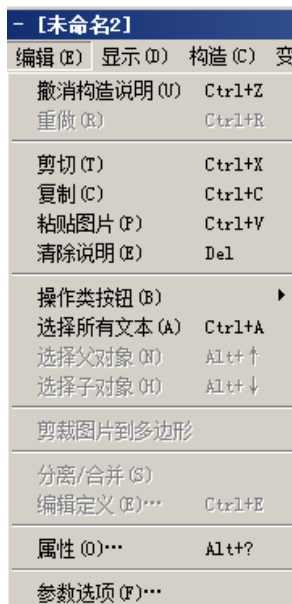 - [未命名2]
编辑(E) 显示(D) 构造(C) 变
撤消构造说明(U) Ctrl+Z
重做(R) Ctrl+R
剪切(T) Ctrl+X
复制(C) Ctrl+C
粘贴图片(P) Ctrl+V
清除说明(E) Del
操作类按钮(B)
选择所有文本(A) Ctrl+A
选择父对象(N) Alt+↑
选择子对象(H) Alt+↓
剪裁图片到多边形
分离/合并(S)
编辑定义(E)… Ctrl+E
属性(O)… Alt+?
参数选项(F)…